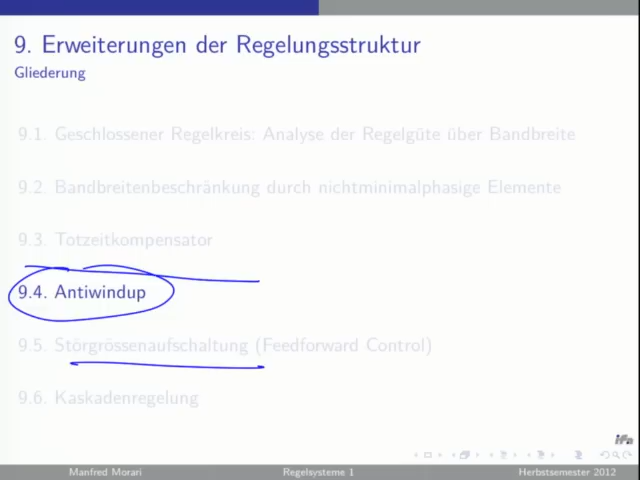 9. Erweiterungen der Regelungsstruktur
Gliederung
9.1. Geschlossener Regelkreis: Analyse der Regelgüte über Bandbreite
9.2. Bandbreitenbeschränkung durch nichtminimalphasige Elemente
9.3. Totzeitkompensator
9.4. Antiwindup
9.5. Störgrössenaufschaltung (Feedforward Control)
9.6. Kaskadenregelung
ifa
Manfred Morari Regelsysteme 1 Herbstsemester 2012